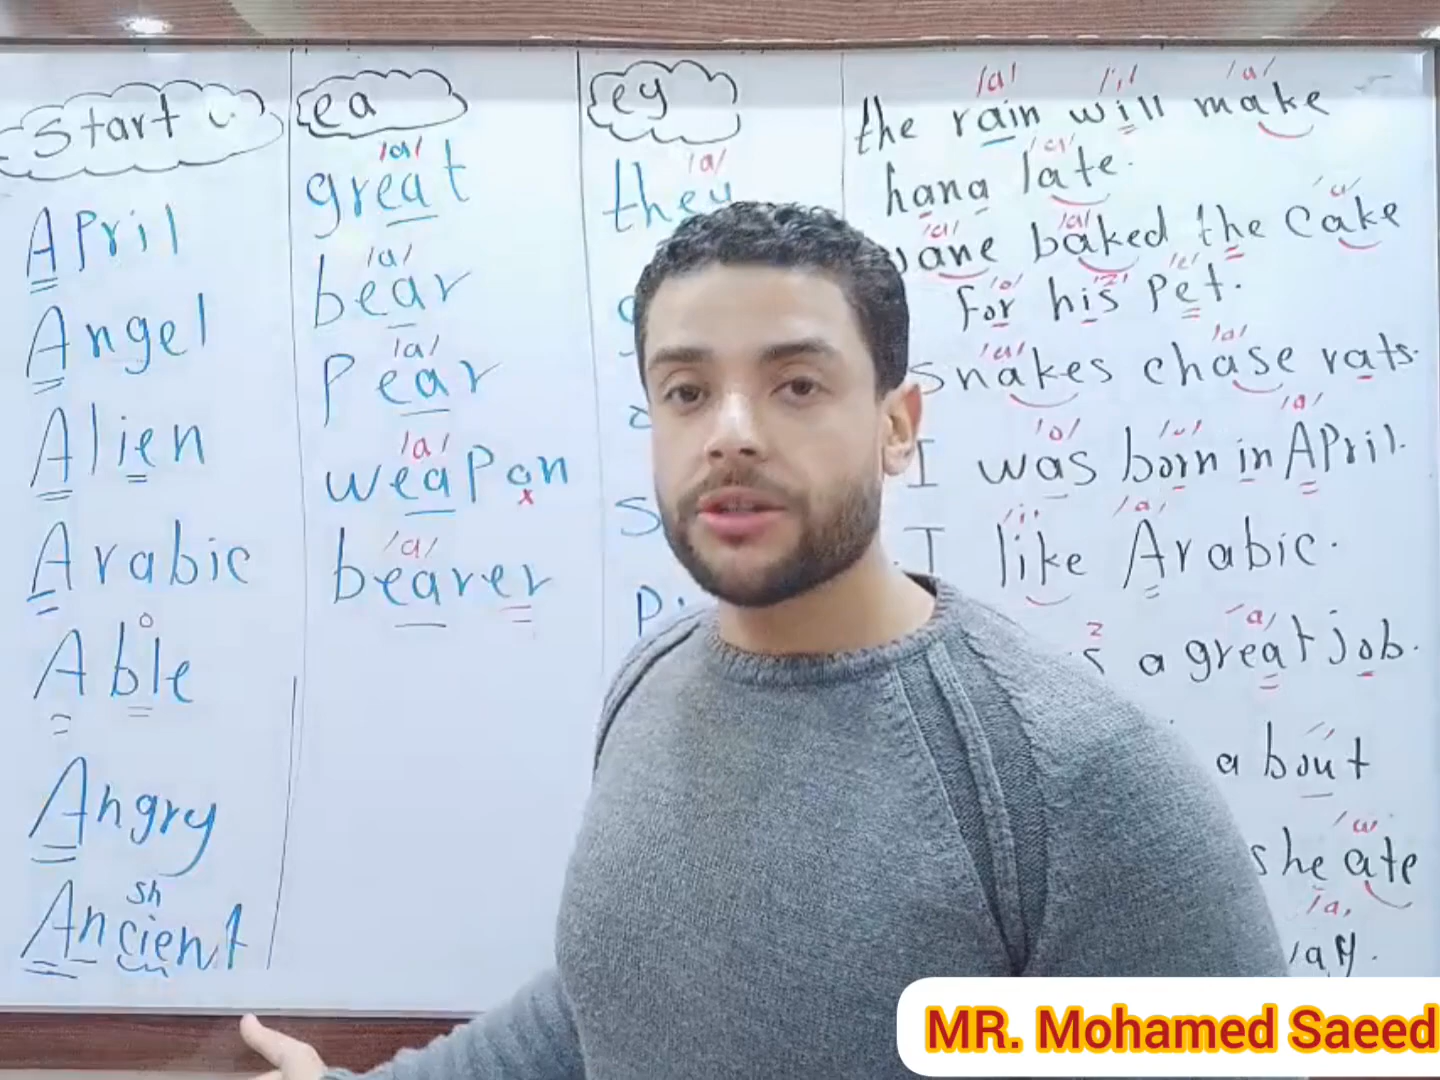 start
April
Angel
Alien
Arabic
o
Able
Angry
sh
Ancient
ea
/a/
great
/a/
bear
/a/
pear
/a/
weapon
x
/a/
bearer
ey
/a/
they
/a/ /i/ /a/
the rain will make
/a/
hana late.
/a/ /a/ /a/
Jane baked the cake
/o/ /z/ /e/
for his pet.
/a/ /a/
snakes chase rats.
/o/ /o/ /a/
I was born in April.
/i/ /a/
I like Arabic.
z /a/
a great job.
about
she ate
/a/
MR. Mohamed Saeed